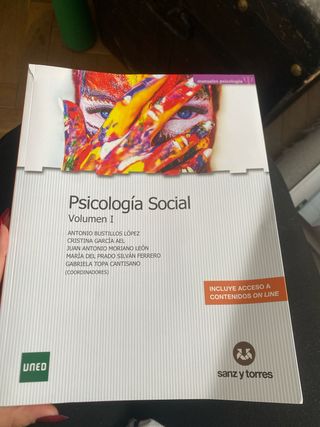 manuales psicología
Psicología Social
Volumen I
ANTONIO BUSTILLOS LÓPEZ
CRISTINA GARCÍA AEL
JUAN ANTONIO MORIANO LEÓN
MARÍA DEL PRADO SILVÁN FERRERO
GABRIELA TOPA CANTISANO
(COORDINADORES)
INCLUYE ACCESO A
CONTENIDOS ON LINE
UNED
sanz y torres